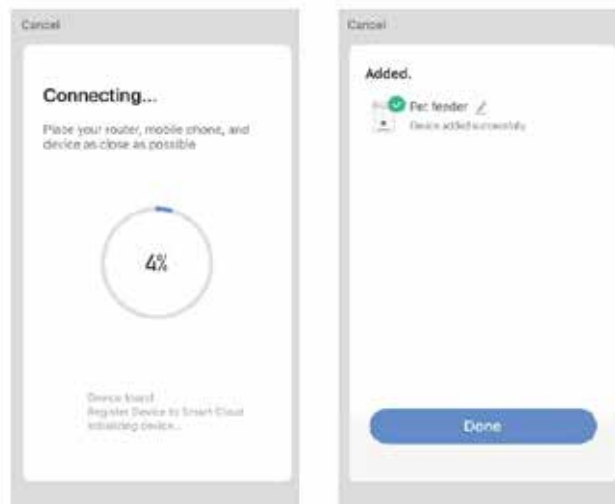 Cancel
Connecting...
Place your router, mobile phone, and
device as close as possible
4%
Device found
Register Device to Smart Cloud
Initializing device...
Cancel
Added.
Pet feeder
Device added successfully
Done